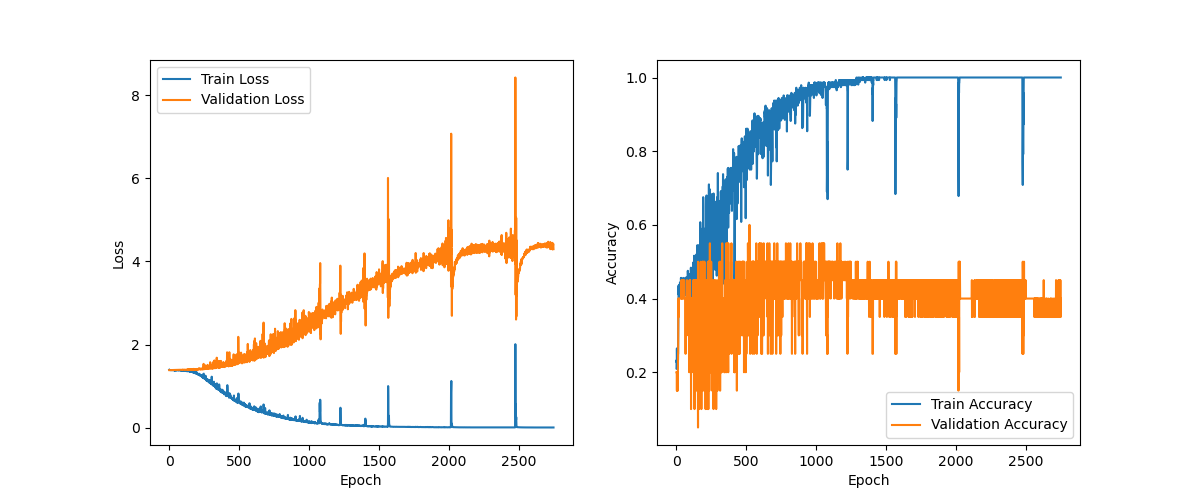 Train Loss
Validation Loss
Loss
8
6
4
2
0
0 500 1000 1500 2000 2500
Epoch
Accuracy
1.0
0.8
0.6
0.4
0.2
Train Accuracy
Validation Accuracy
0 500 1000 1500 2000 2500
Epoch